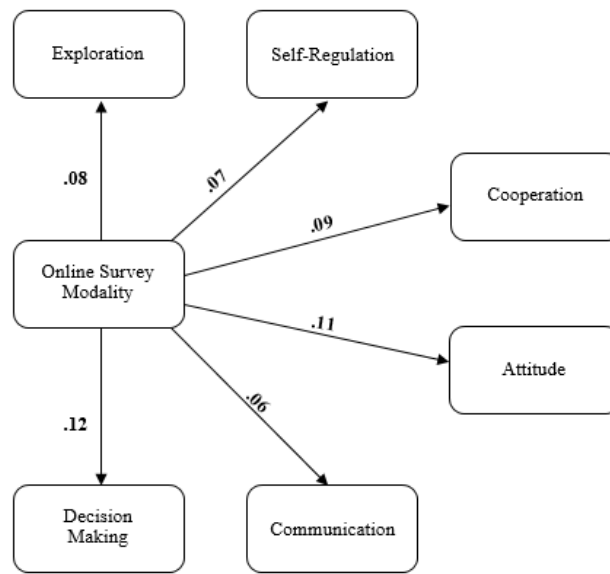 Exploration
Self-Regulation
.08
.07
Cooperation
.09
Online Survey
Modality
.11
Attitude
.12
.06
Decision
Making
Communication